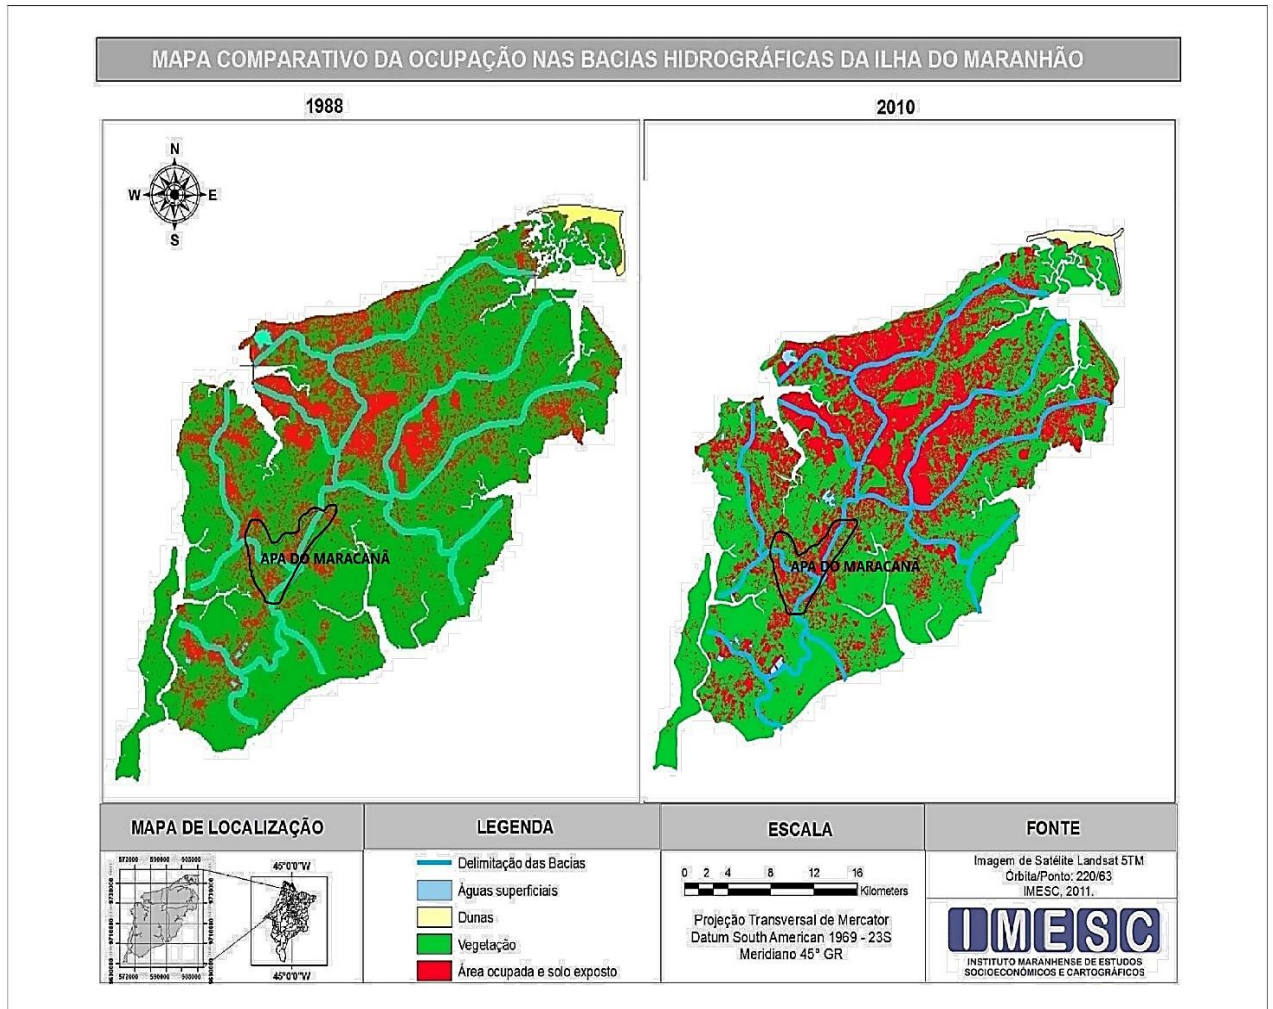 MAPA COMPARATIVO DA OCUPAÇÃO NAS BACIAS HIDROGRÁFICAS DA ILHA DO MARANHÃO
1988
2010
N
W
E
S
APA DO MARACANÃ
APA DO MARACANÃ
MAPA DE LOCALIZAÇÃO
LEGENDA
ESCALA
FONTE
45°0'0"W
45°0'0"W
Delimitação das Bacias
Águas superficiais
Dunas
Vegetação
Área ocupada e solo exposto
0 2 4 8 12 16
Kilometers
Projeção Transversal de Mercator
Datum South American 1969 - 23S
Meridiano 45° GR
Imagem de Satélite Landsat 5TM
Órbita/Ponto: 220/63
IMESC, 2011.
IMESC
INSTITUTO MARANHENSE DE ESTUDOS
SOCIOECONÔMICOS E CARTOGRÁFICOS